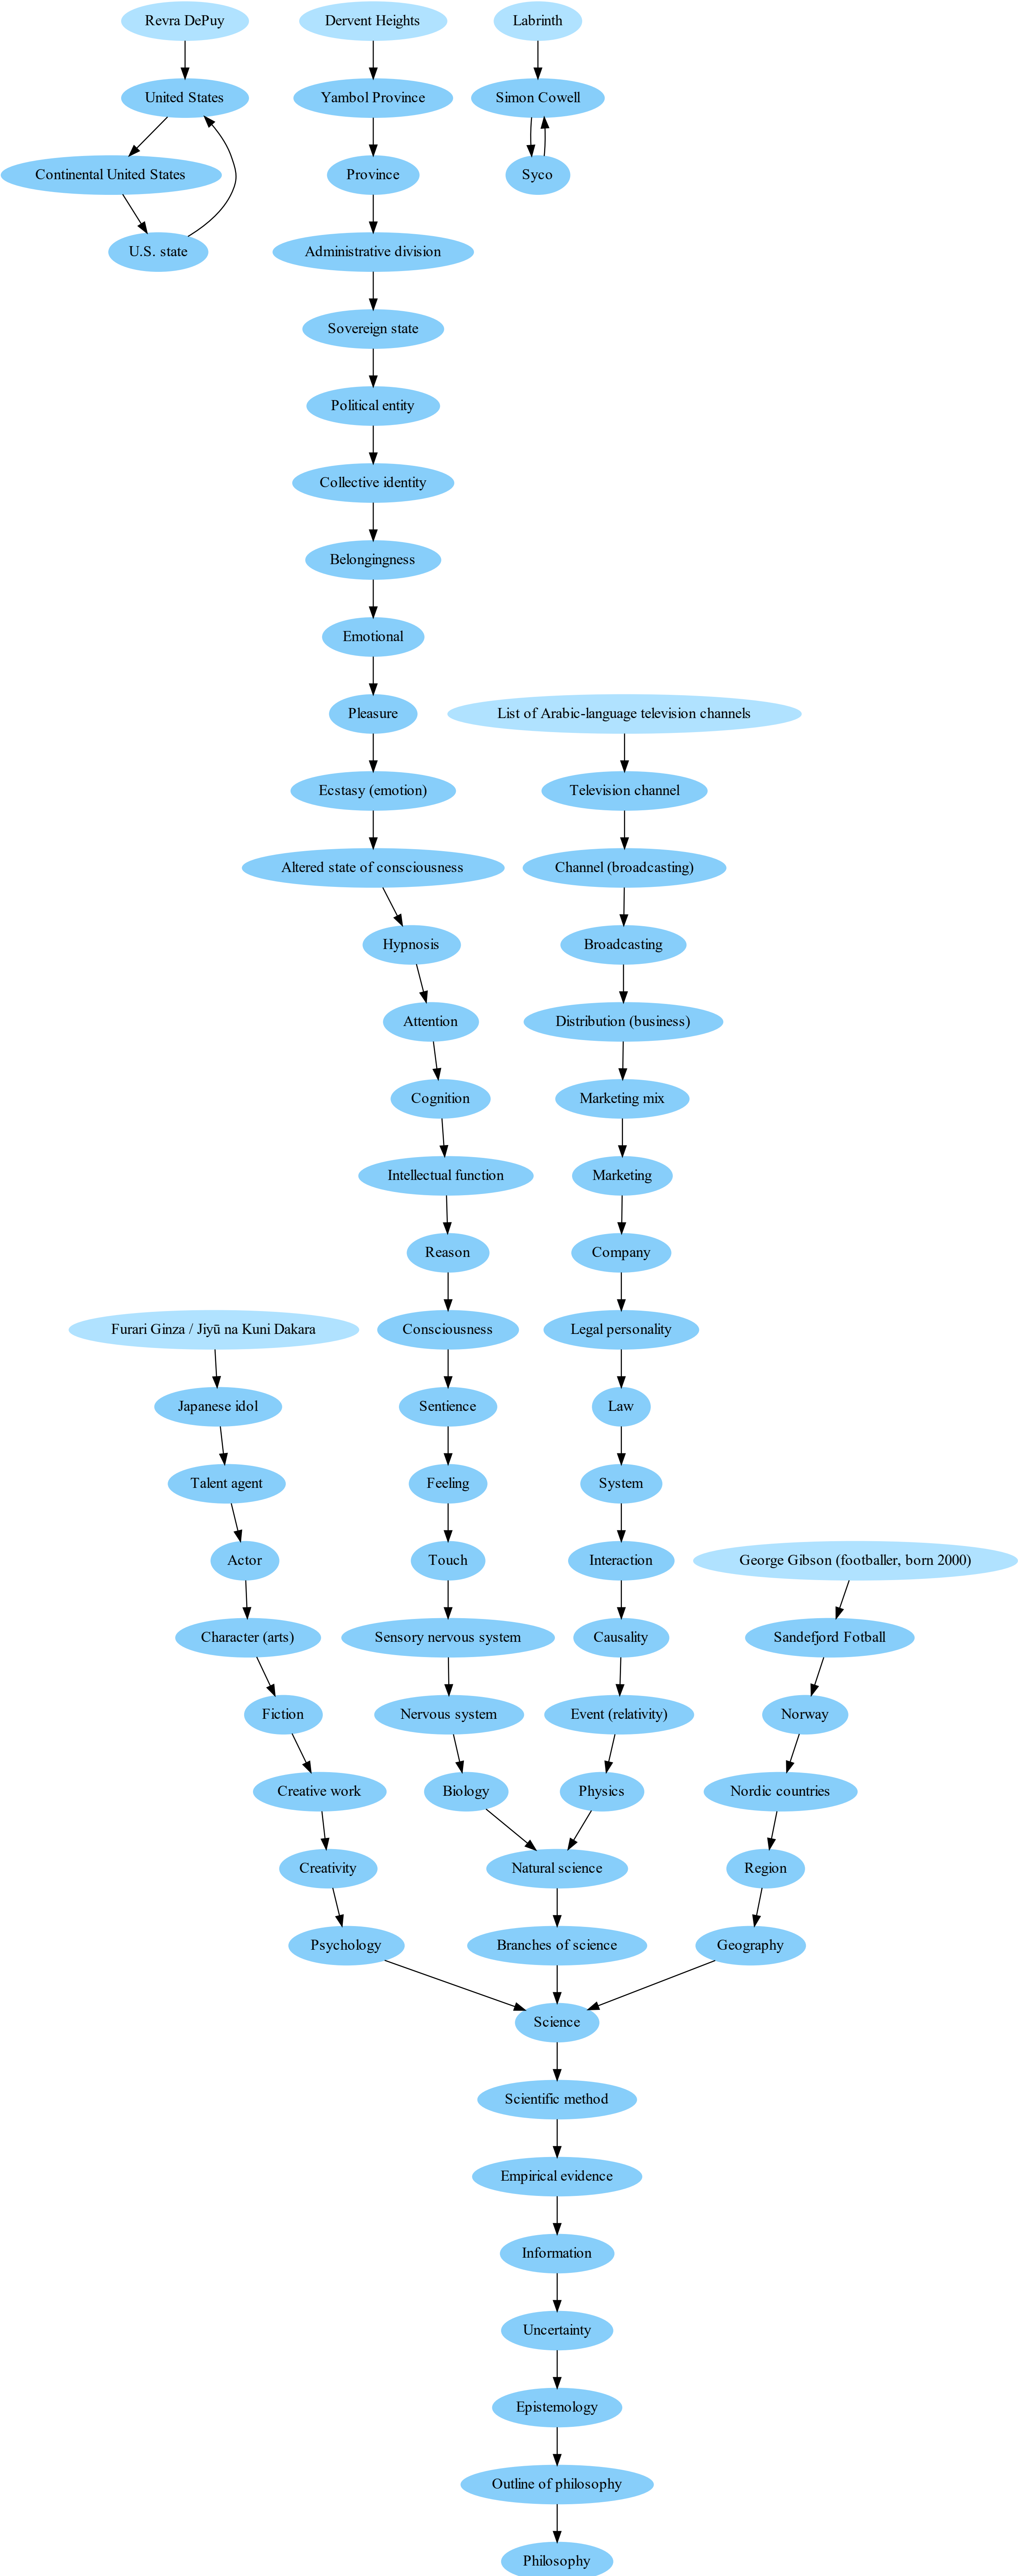 Revra DePuy
Dervent Heights
Labrinth
United States
Yambol Province
Simon Cowell
Continental United States
Province
Syco
U.S. state
Administrative division
Sovereign state
Political entity
Collective identity
Belongingness
Emotional
Pleasure
List of Arabic-language television channels
Ecstasy (emotion)
Television channel
Altered state of consciousness
Channel (broadcasting)
Hypnosis
Broadcasting
Attention
Distribution (business)
Cognition
Marketing mix
Intellectual function
Marketing
Reason
Company
Furari Ginza / Jiyū na Kuni Dakara
Consciousness
Legal personality
Japanese idol
Sentience
Law
Talent agent
Feeling
System
Actor
Touch
Interaction
George Gibson (footballer, born 2000)
Character (arts)
Sensory nervous system
Causality
Sandefjord Fotball
Fiction
Nervous system
Event (relativity)
Norway
Creative work
Biology
Physics
Nordic countries
Creativity
Natural science
Region
Psychology
Branches of science
Geography
Science
Scientific method
Empirical evidence
Information
Uncertainty
Epistemology
Outline of philosophy
Philosophy